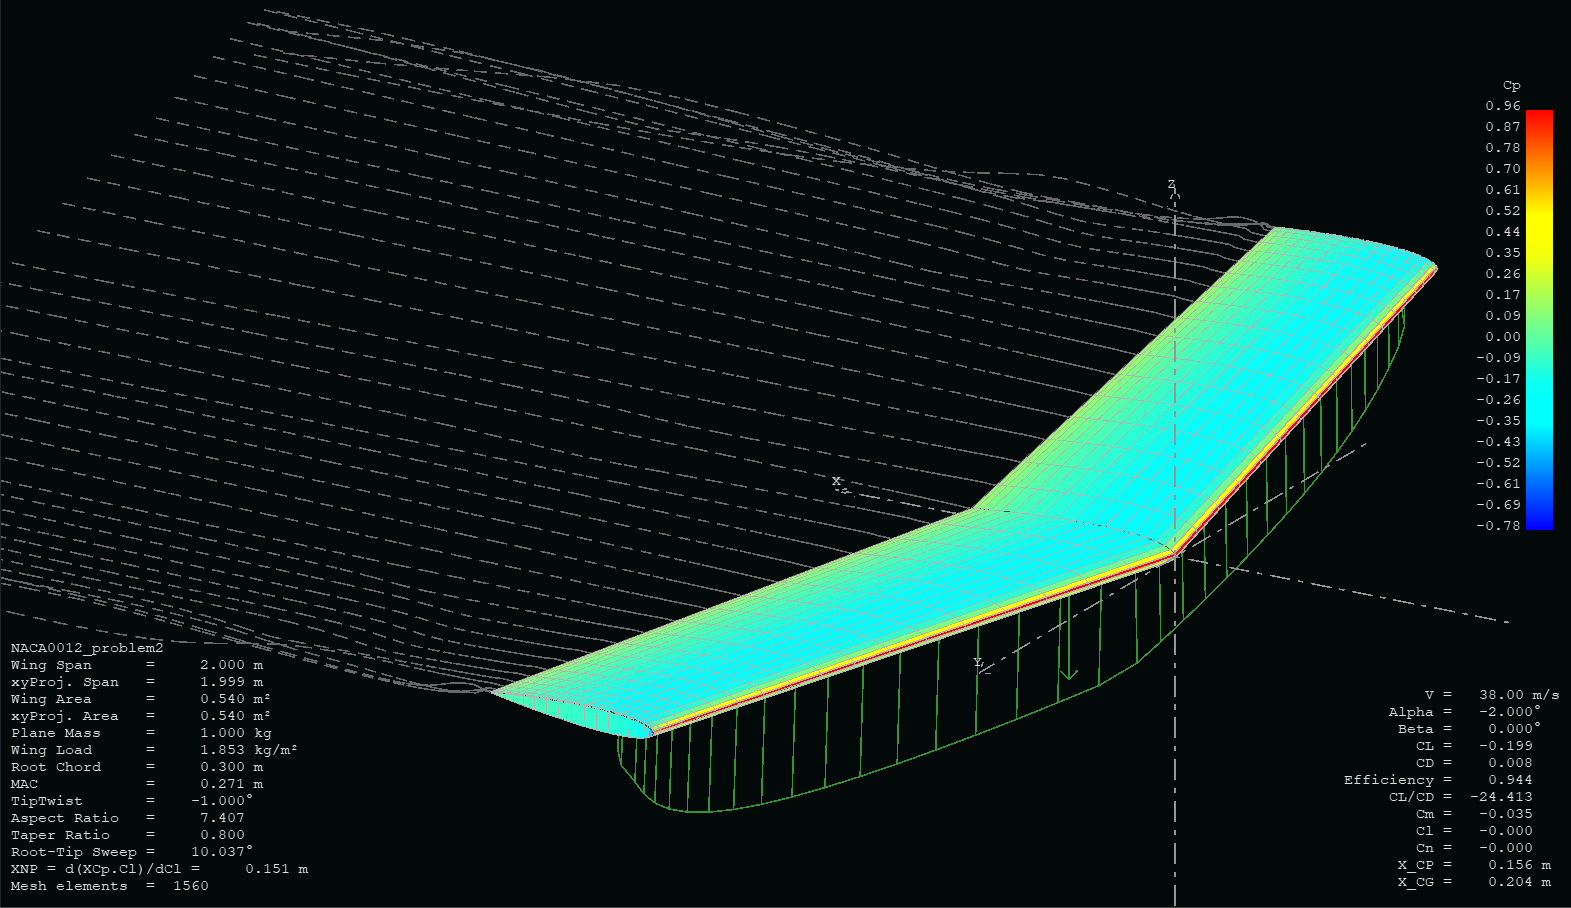 Cp
0.96
0.87
0.78
0.70
0.61
0.52
0.44
0.35
0.26
0.17
0.09
0.00
-0.09
-0.17
-0.26
-0.35
-0.43
-0.52
-0.61
-0.69
-0.78
Z
X
Y
NACA0012_problem2
Wing Span = 2.000 m
xyProj. Span = 1.999 m
Wing Area = 0.540 m²
xyProj. Area = 0.540 m²
Plane Mass = 1.000 kg
Wing Load = 1.853 kg/m²
Root Chord = 0.300 m
MAC = 0.271 m
TipTwist = -1.000°
Aspect Ratio = 7.407
Taper Ratio = 0.800
Root-Tip Sweep = 10.037°
XNP = d(XCp.Cl)/dCl = 0.151 m
Mesh elements = 1560
V = 38.00 m/s
Alpha = -2.000°
Beta = 0.000°
CL = -0.199
CD = 0.008
Efficiency = 0.944
CL/CD = -24.413
Cm = -0.035
Cl = -0.000
Cn = -0.000
X_CP = 0.156 m
X_CG = 0.204 m